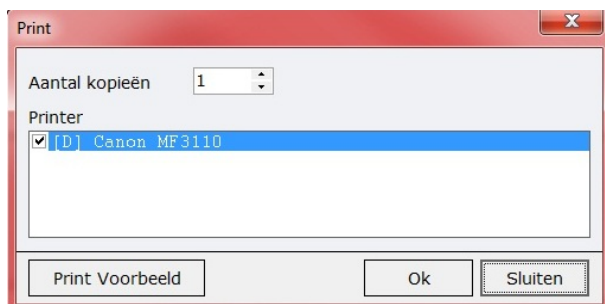 Print
Aantal kopieën 1
Printer
[D] Canon MF3110
Print Voorbeeld Ok Sluiten